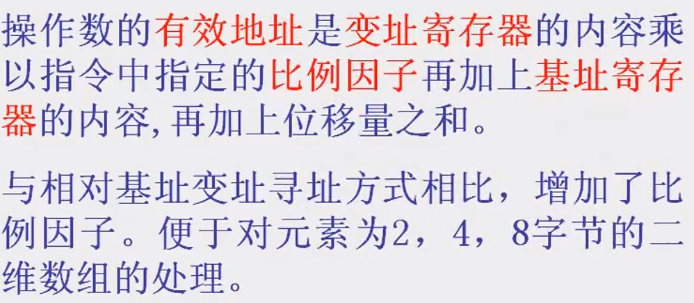 操作数的有效地址是变址寄存器的内容乘
以指令中指定的比例因子再加上基址寄存
器的内容,再加上位移量之和。
与相对基址变址寻址方式相比，增加了比
例因子。便于对元素为2，4，8字节的二
维数组的处理。